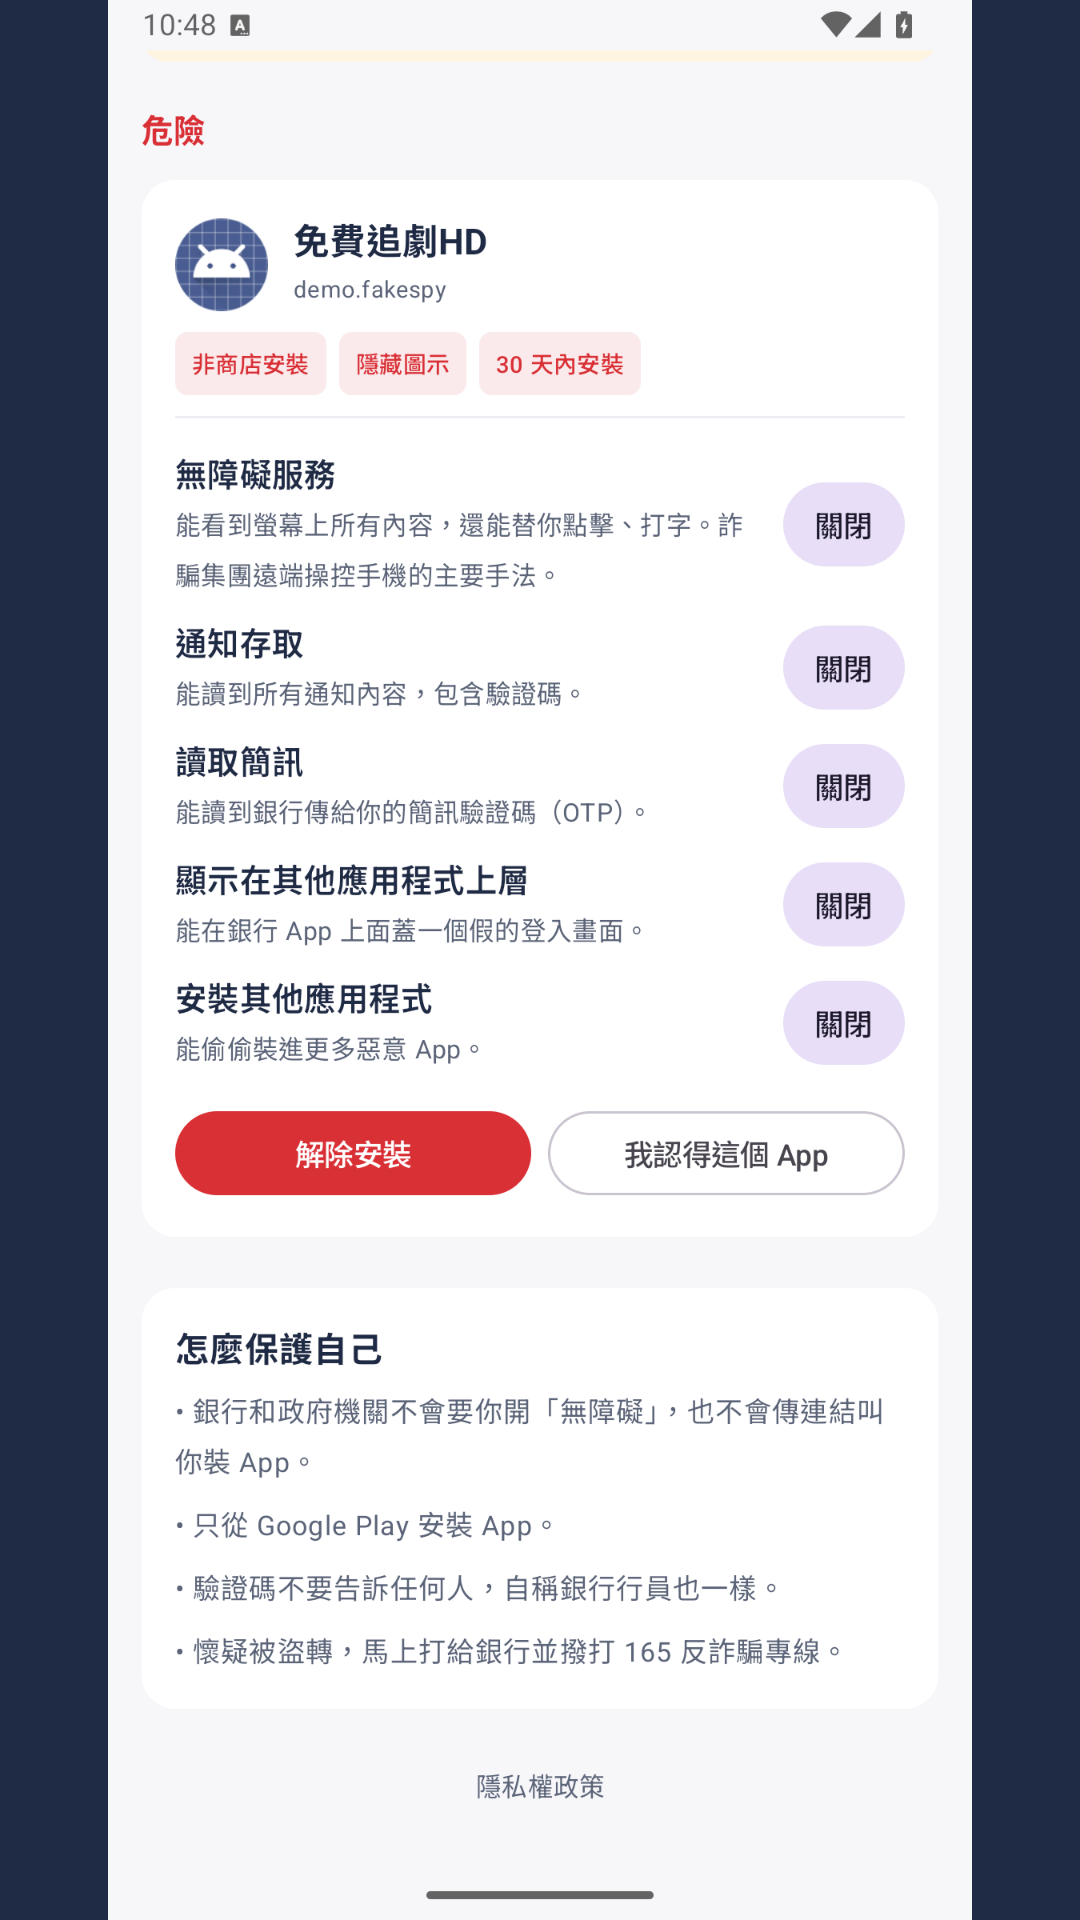 10:48
危險
免費追劇HD
demo.fakespy
非商店安裝
隱藏圖示
30 天內安裝
無障礙服務
能看到螢幕上所有內容，還能替你點擊、打字。詐
騙集團遠端操控手機的主要手法。
關閉
通知存取
能讀到所有通知內容，包含驗證碼。
關閉
讀取簡訊
能讀到銀行傳給你的簡訊驗證碼（OTP）。
關閉
顯示在其他應用程式上層
能在銀行 App 上面蓋一個假的登入畫面。
關閉
安裝其他應用程式
能偷偷裝進更多惡意 App。
關閉
解除安裝
我認得這個 App
怎麼保護自己
• 銀行和政府機關不會要你開「無障礙」，也不會傳連結叫
你裝 App。
• 只從 Google Play 安裝 App。
• 驗證碼不要告訴任何人，自稱銀行行員也一樣。
• 懷疑被盜轉，馬上打給銀行並撥打 165 反詐騙專線。
隱私權政策